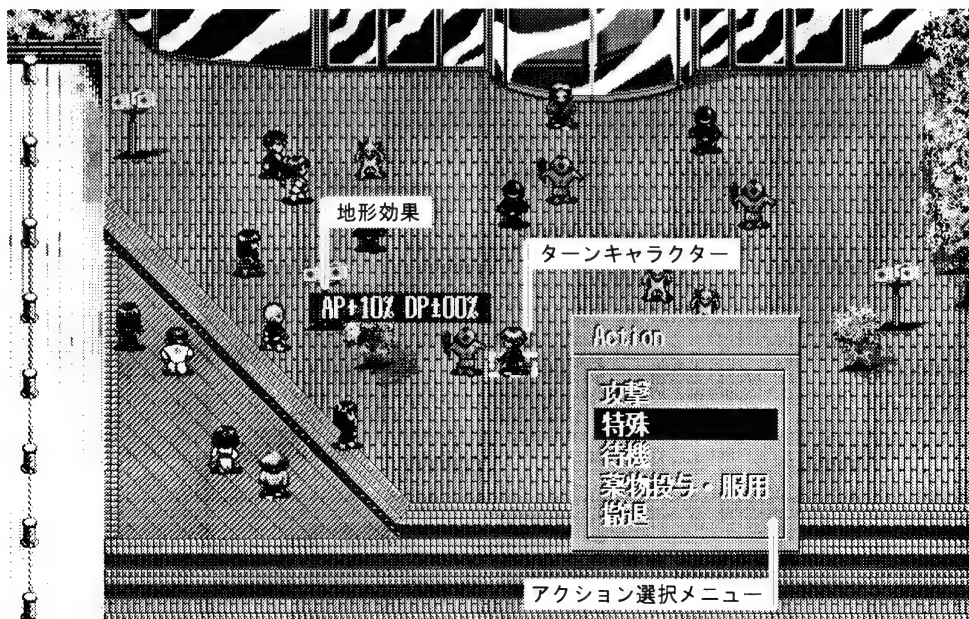 地形効果
ターンキャラクター
AP+10% DP±00%
Action
攻撃
特殊
待機
薬物投与・服用
撤退
アクション選択メニュー